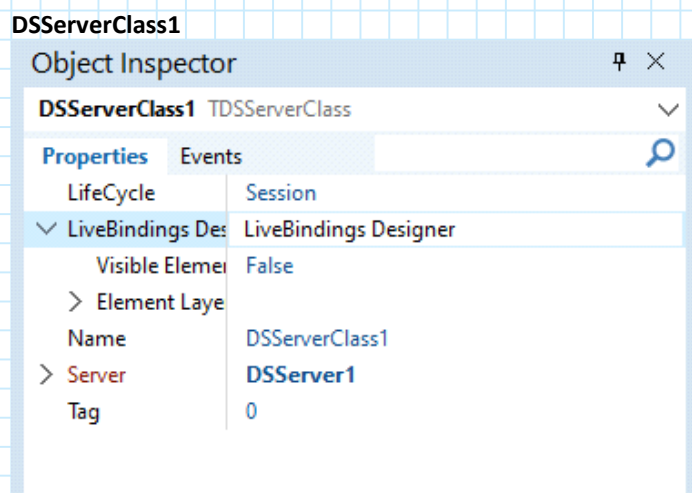 DSServerClass1
Object Inspector
DSServerClass1 TDSServerClass
Properties Events
LifeCycle Session
LiveBindings Des LiveBindings Designer
Visible Elemei False
Element Laye
Name DSServerClass1
Server DSServer1
Tag 0